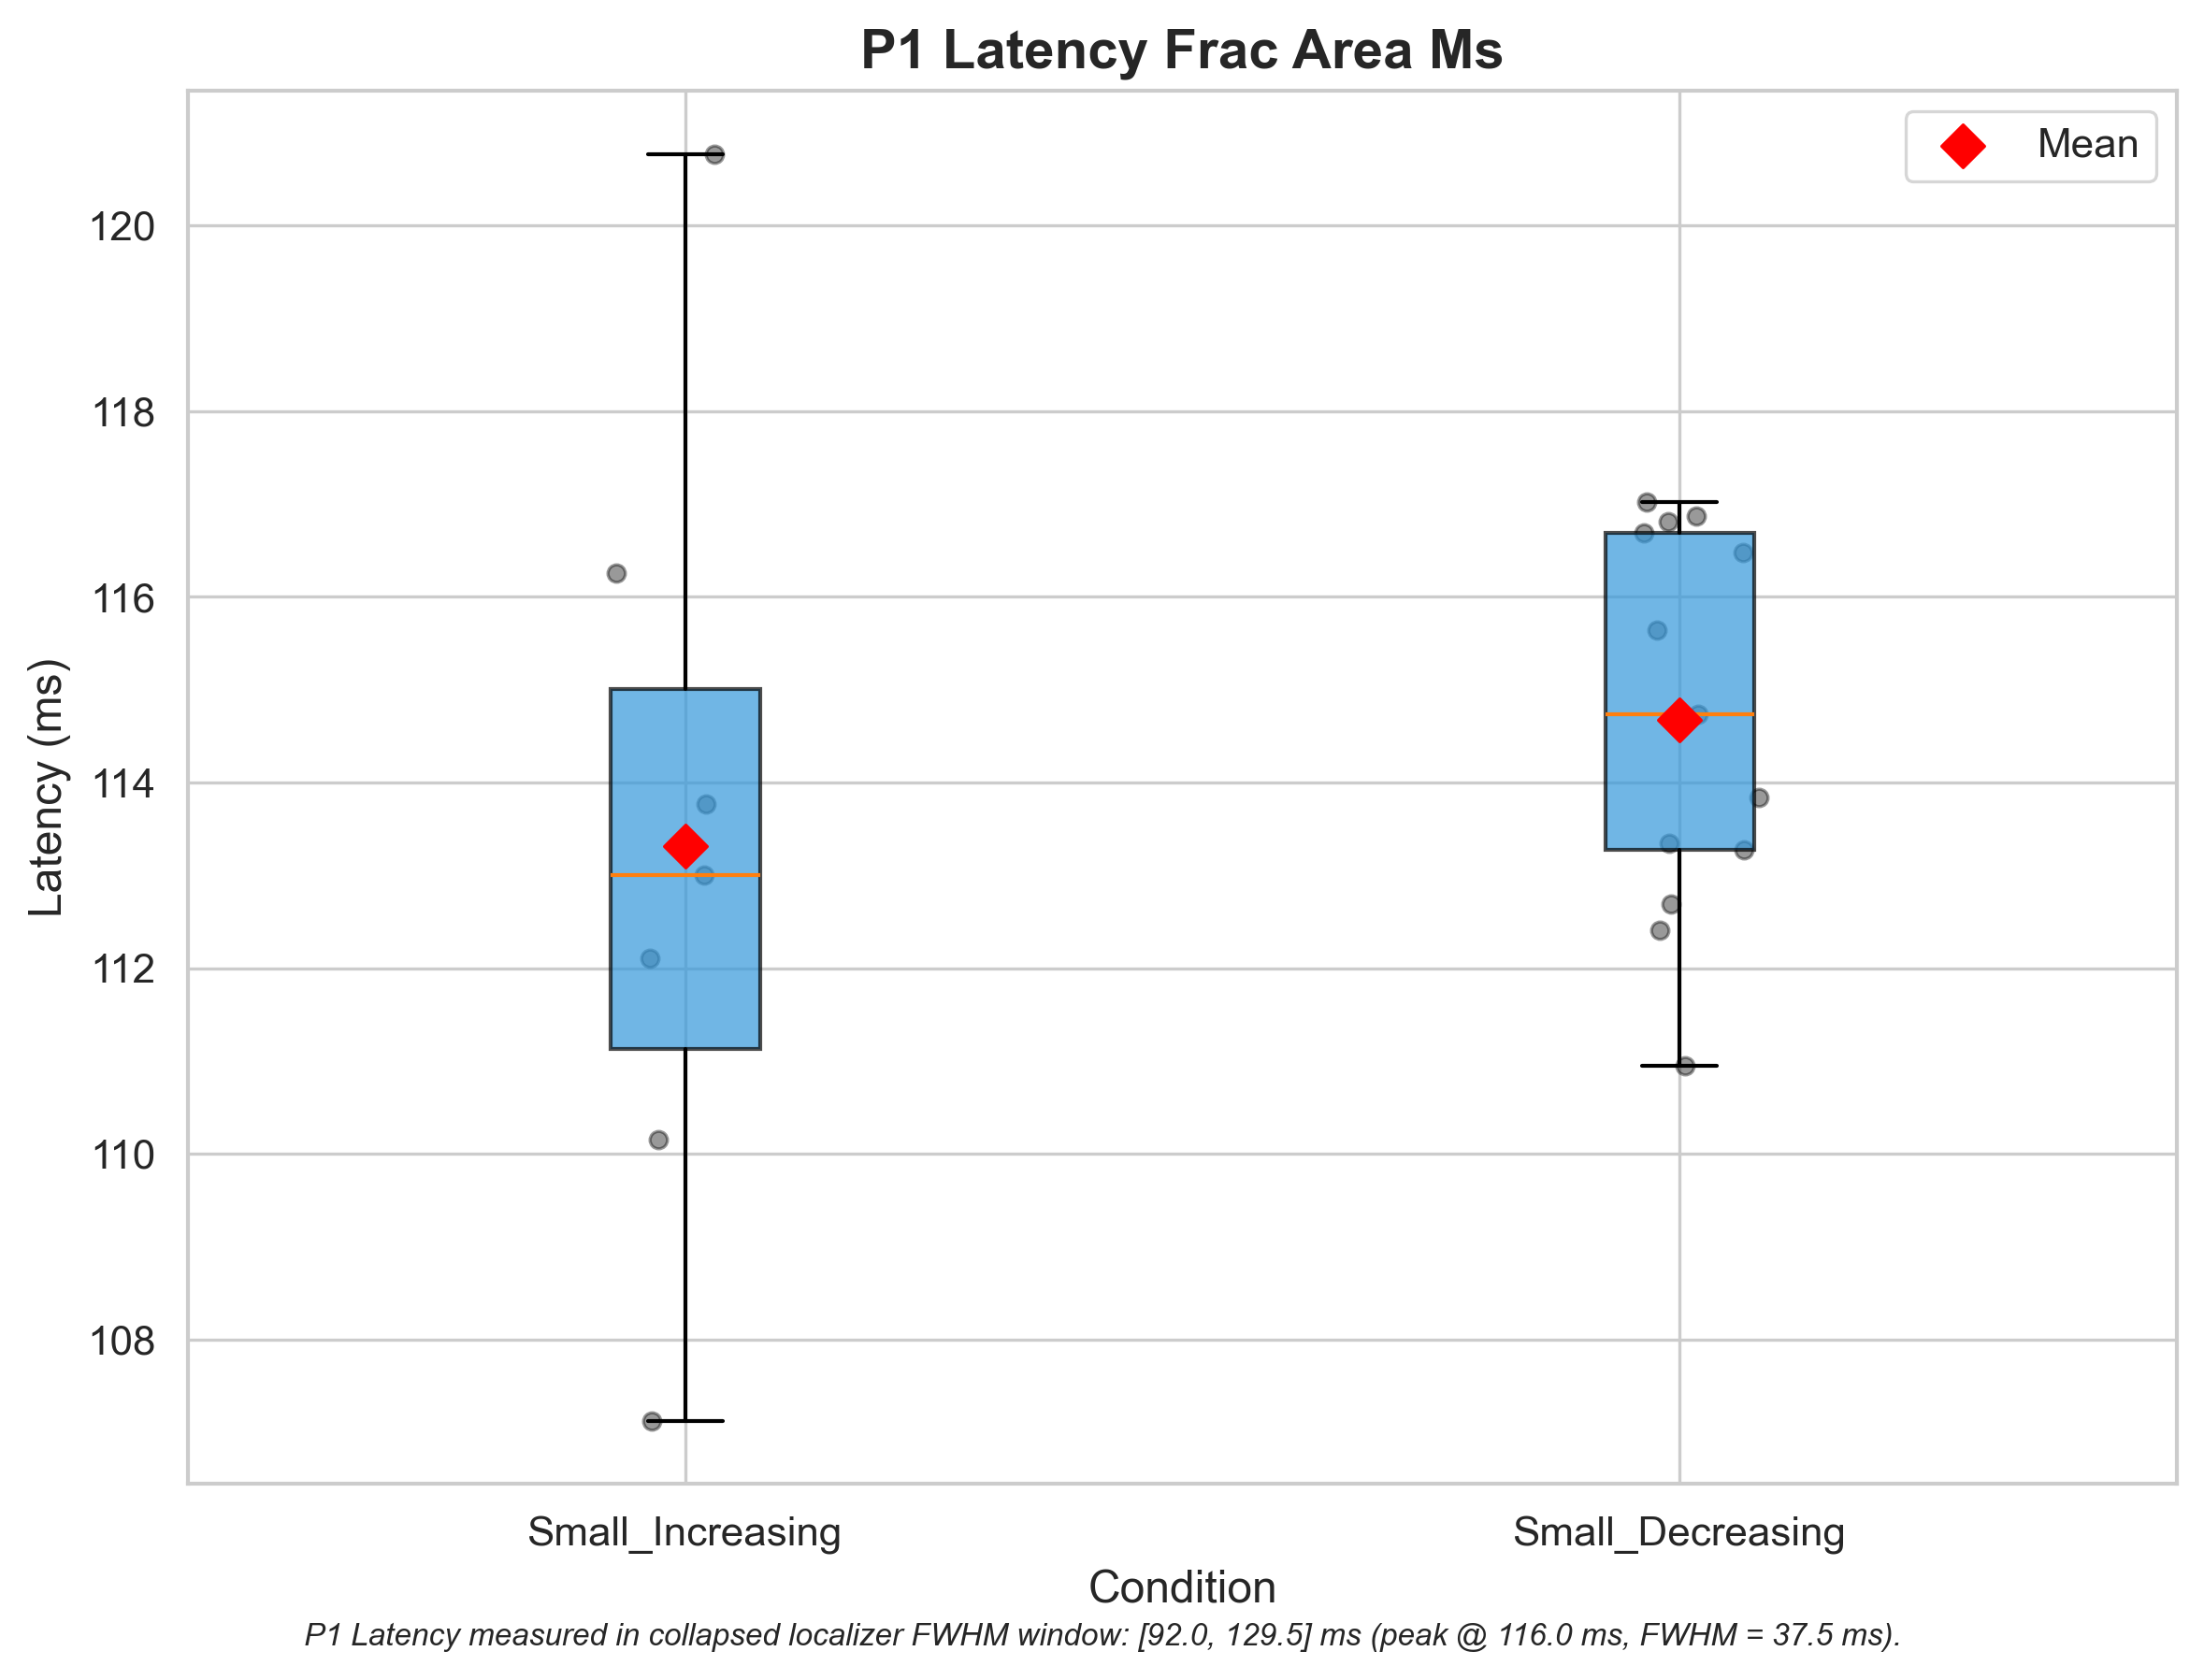 P1 Latency Frac Area Ms
Mean
120
118
116
114
112
110
108
Latency (ms)
Small_Increasing
Small_Decreasing
Condition
P1 Latency measured in collapsed localizer FWHM window: [92.0, 129.5] ms (peak @ 116.0 ms, FWHM = 37.5 ms).